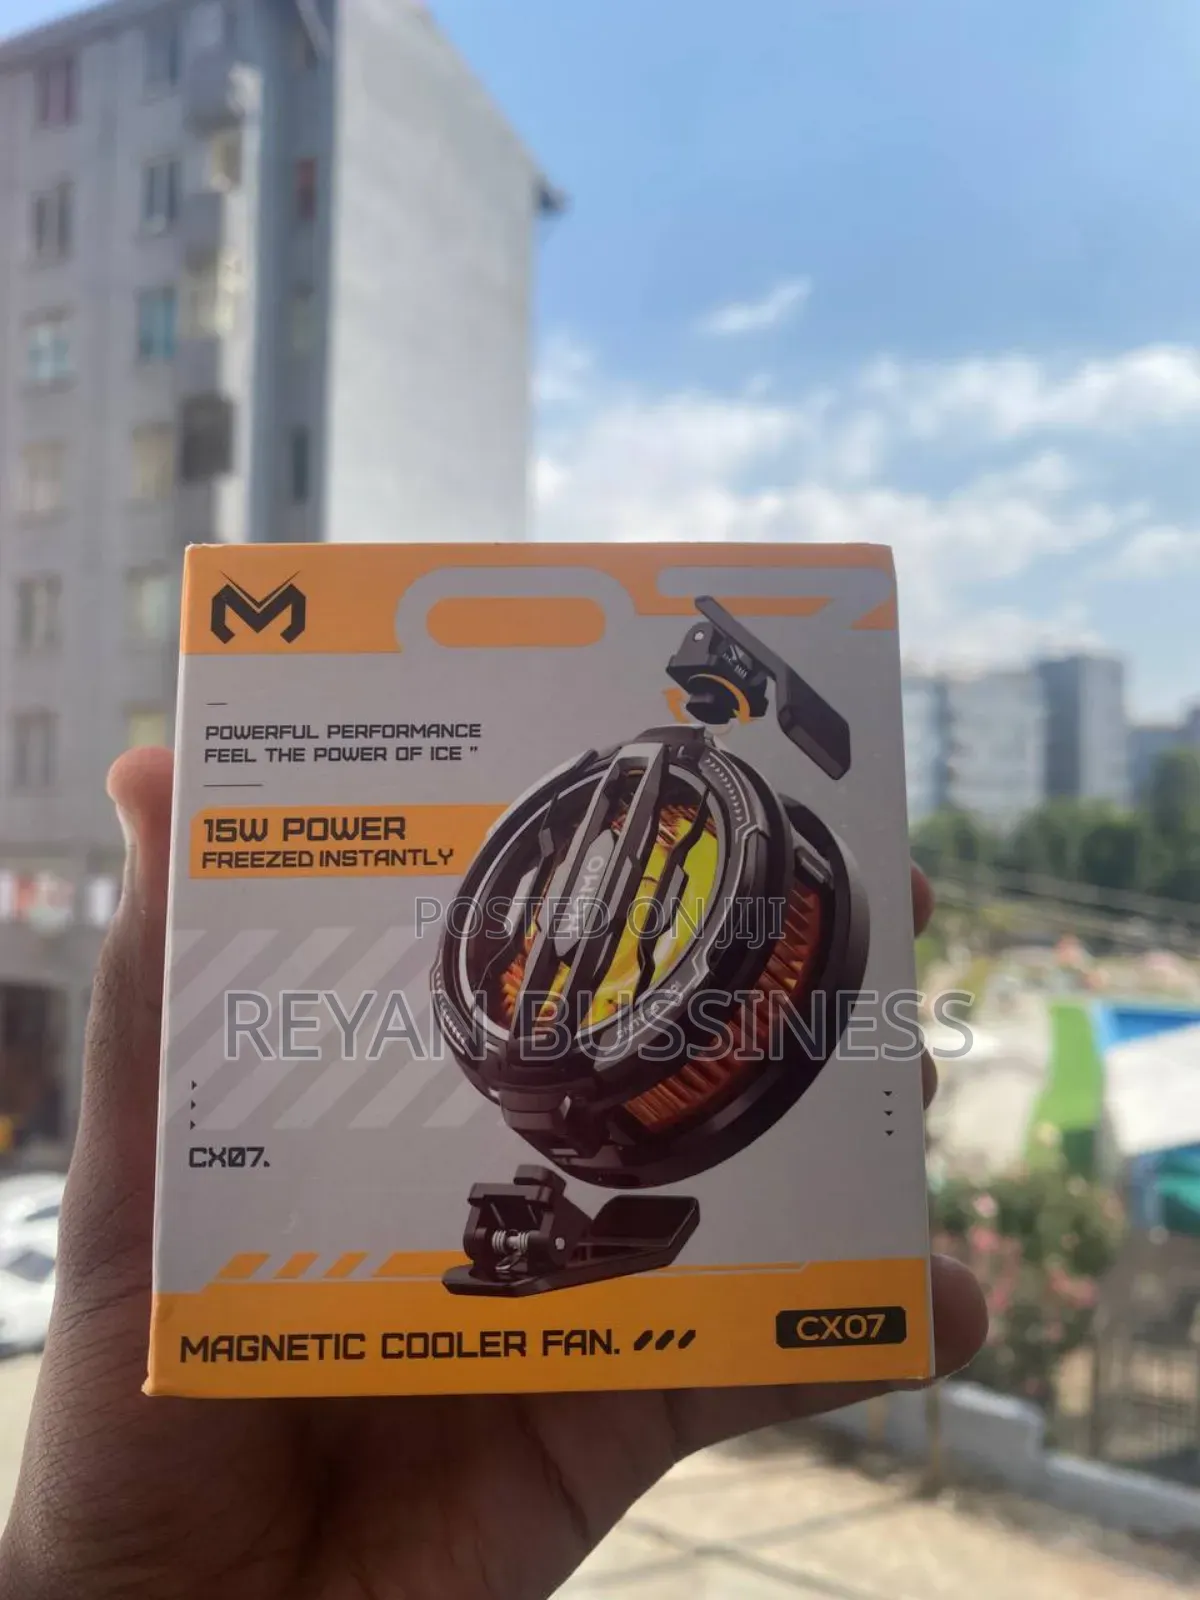 POWERFUL PERFORMANCE
FEEL THE POWER OF ICE "
15W POWER
FREEZED INSTANTLY
MEMO
POSTED ON JIJI
REYAN BUSSINESS
CX07.
MAGNETIC COOLER FAN.
CX07